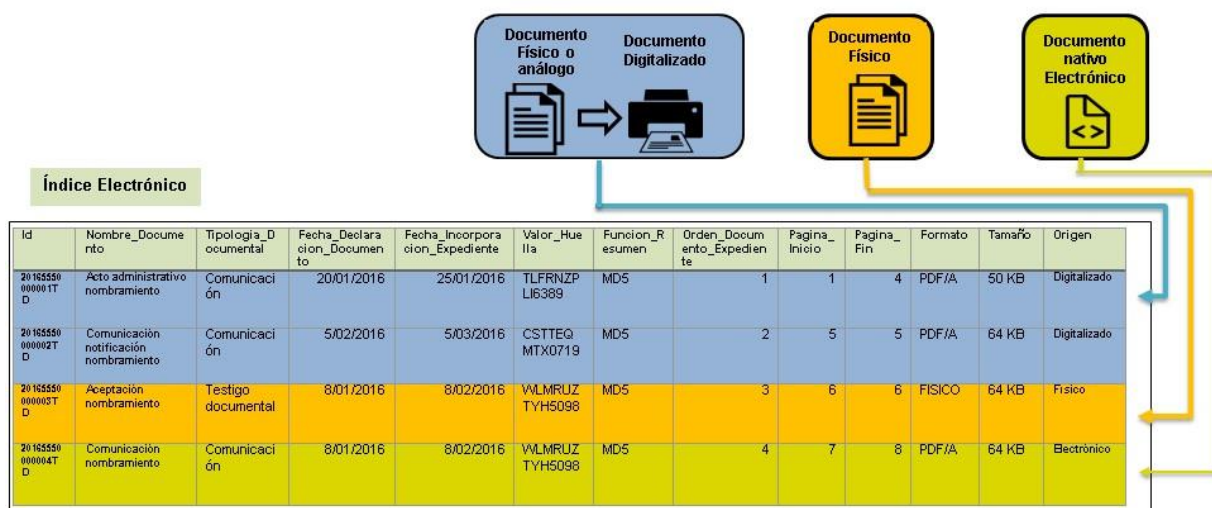 Documento
Físico o
análogo
Documento
Digitalizado
Documento
Físico
Documento
nativo
Electrónico
Índice Electrónico
Id Nombre_Docume Tipologia_D Fecha_Declara Fecha_Incorpora Valor_Hue Funcion_R Orden_Docum Pagina_ Pagina_ Formato Tamaño Origen
nto ocumental cion_Documen cion_Expediente lla esumen ento_Expedien Inicio Fin
to te
20165550 Acto administrativo Comunicaci 20/01/2016 25/01/2016 TLFRNZP MD5 1 1 4 PDF/A 50 KB Digitalizado
000001T nombramiento ón LI6389
D
20165550 Comunicación Comunicaci 5/02/2016 5/03/2016 CSTTEQ MD5 2 5 5 PDF/A 64 KB Digitalizado
000002T notificación ón MTX0719
D nombramiento
20165550 Aceptación Testigo 8/01/2016 8/02/2016 WLMRUZ MD5 3 6 6 FISICO 64 KB Fisico
000003T nombramiento documental TYH5098
D
20165550 Comunicación Comunicaci 8/01/2016 8/02/2016 WLMRUZ MD5 4 7 8 PDF/A 64 KB Electrónico
000004T nombramiento ón TYH5098
D